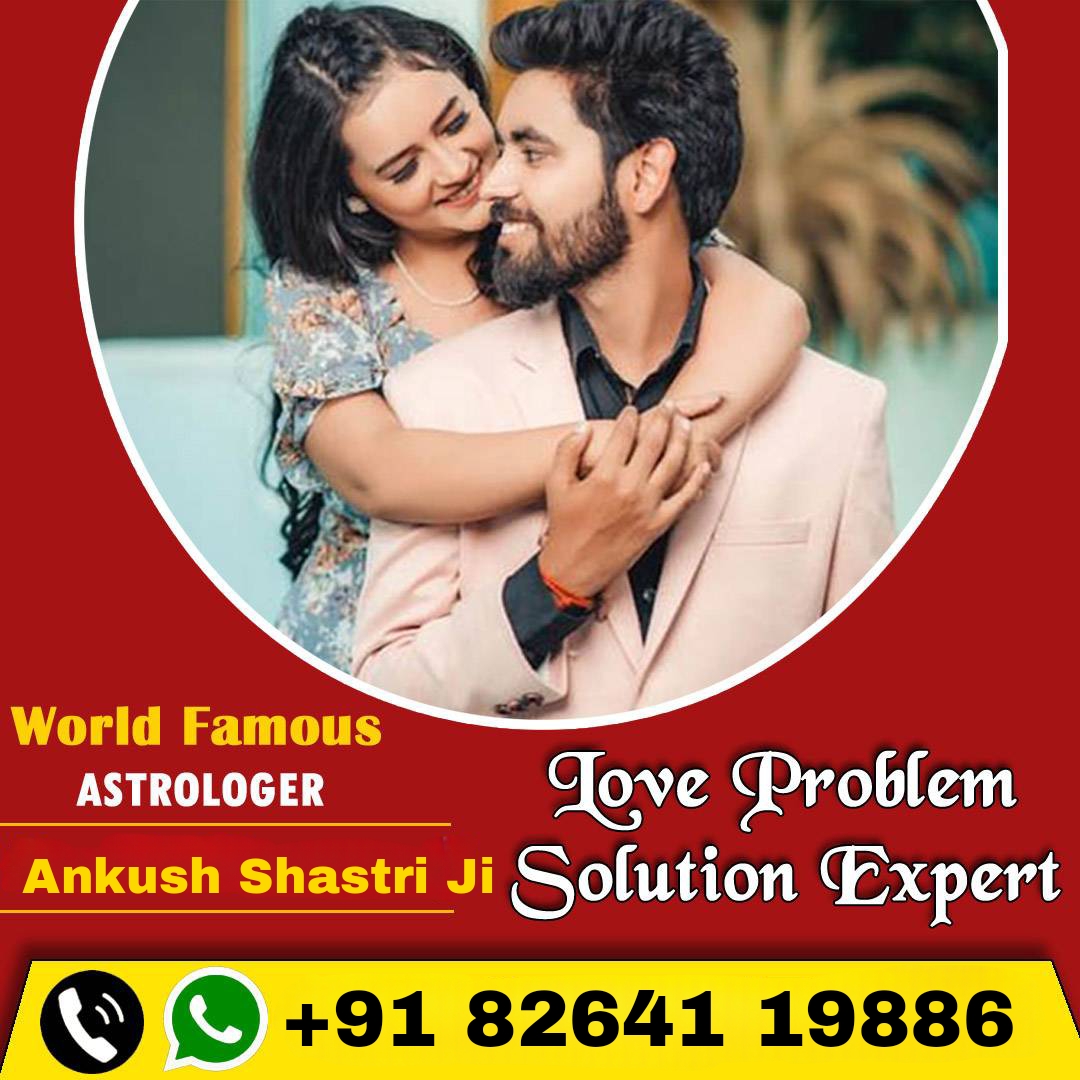 World Famous
ASTROLOGER
Ankush Shastri Ji
Love Problem
Solution Expert
+91 82641 19886